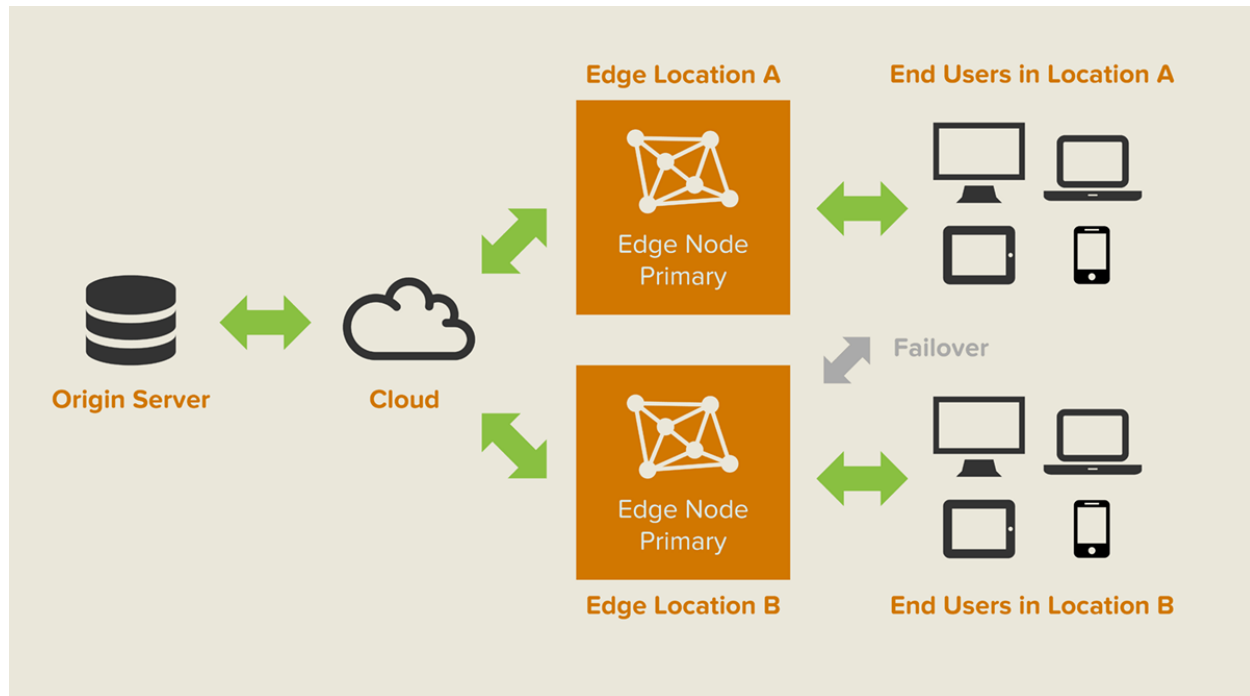 Edge Location A
End Users in Location A
Edge Node
Primary
Origin Server
Cloud
Failover
Edge Node
Primary
Edge Location B
End Users in Location B